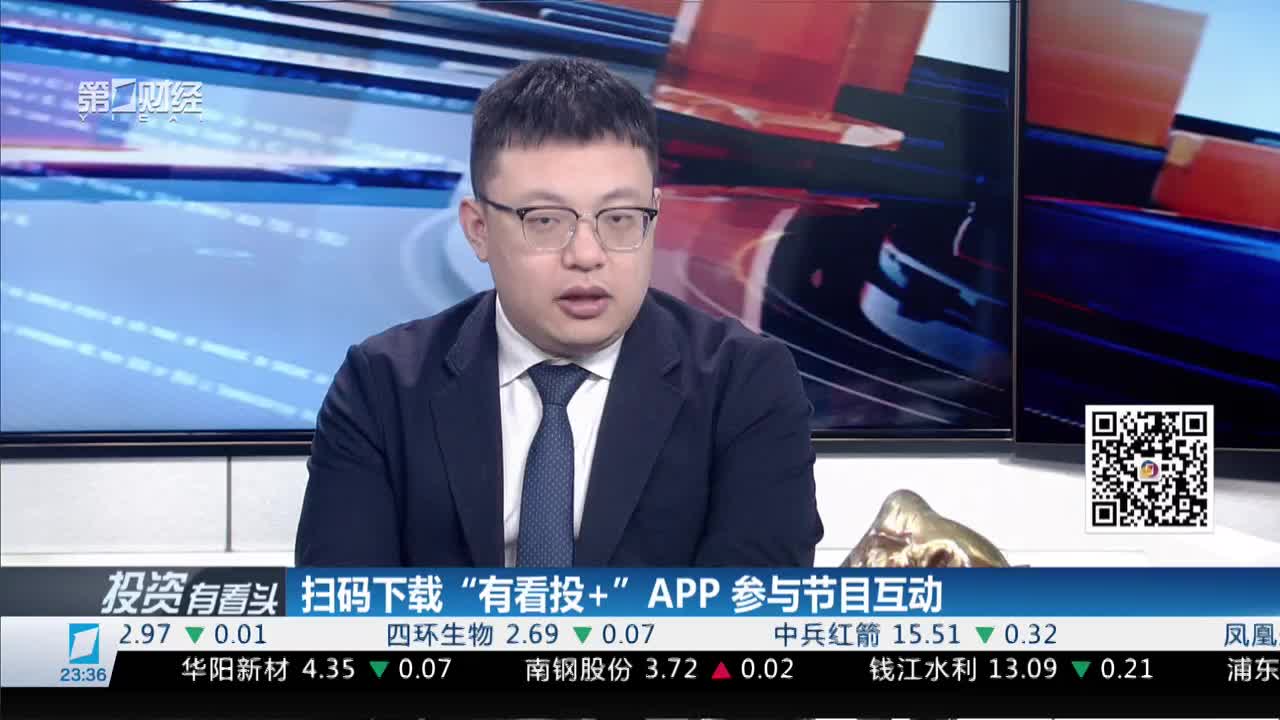 第一财经
YICAI
投资有看头
扫码下载“有看投+”APP 参与节目互动
2.97 ▼ 0.01 四环生物 2.69 ▼ 0.07 中兵红箭 15.51 ▼ 0.32 凤凰
23:36
华阳新材 4.35 ▼ 0.07 南钢股份 3.72 ▲ 0.02 钱江水利 13.09 ▼ 0.21 浦东